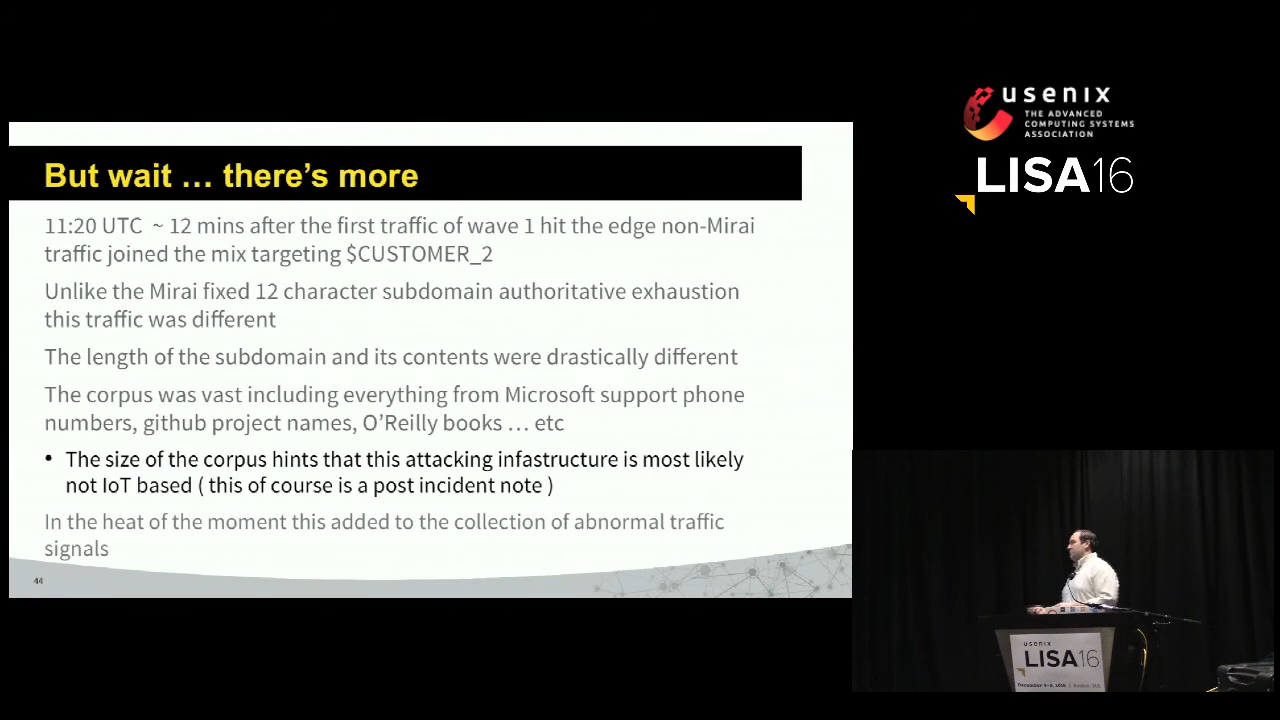 usenix
THE ADVANCED
COMPUTING SYSTEMS
ASSOCIATION
LISA16
But wait … there's more
11:20 UTC ~ 12 mins after the first traffic of wave 1 hit the edge non-Mirai
traffic joined the mix targeting $CUSTOMER_2
Unlike the Mirai fixed 12 character subdomain authoritative exhaustion
this traffic was different
The length of the subdomain and its contents were drastically different
The corpus was vast including everything from Microsoft support phone
numbers, github project names, O'Reilly books … etc
• The size of the corpus hints that this attacking infastructure is most likely
not IoT based ( this of course is a post incident note )
In the heat of the moment this added to the collection of abnormal traffic
signals
44
usenix
LISA16
December 4–9, 2016 | Boston, MA